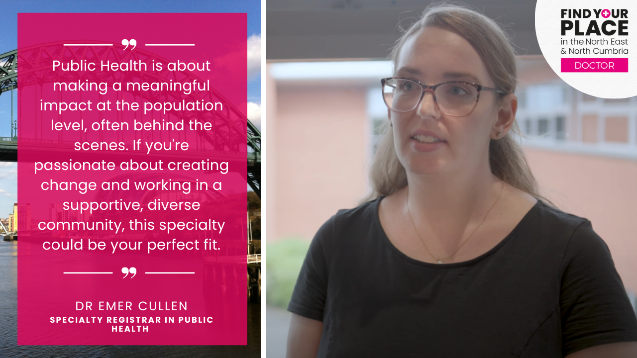 Public Health is about
making a meaningful
impact at the population
level, often behind the
scenes. If you're
passionate about creating
change and working in a
supportive, diverse
community, this specialty
could be your perfect fit.
DR EMER CULLEN
SPECIALTY REGISTRAR IN PUBLIC
HEALTH
FIND YOUR
PLACE
in the North East
& North Cumbria
DOCTOR